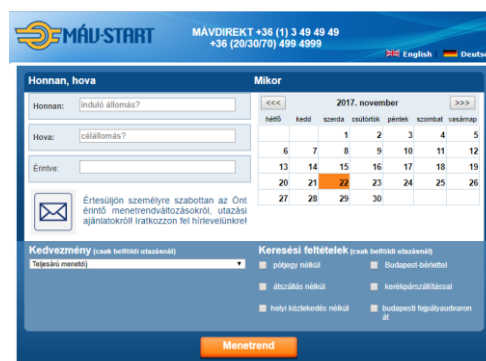 MÁV-START
MÁVDIREKT +36 (1) 3 49 49 49
+36 (20/30/70) 499 4999
English
Deutsc
Honnan, hova
Honnan: induló állomás?
Hova: célállomás?
Érintve:
Értesüljön személyre szabottan az Önt
érintő menetrendváltozásokról, utazási
ajánlatokról! Iratkozzon fel hírlevelünkre!
Mikor
<<< 2017. november >>>
hétfő kedd szerda csütörtök péntek szombat vasárnap
1 2 3 4 5
6 7 8 9 10 11 12
13 14 15 16 17 18 19
20 21 22 23 24 25 26
27 28 29 30
Kedvezmény (csak belföldi utazásnál)
Teljesárú menetdíj
Keresési feltételek (csak belföldi utazásnál)
pótjegy nélkül Budapest-bérlettel
átszállás nélkül kerékpárszállítással
helyi közlekedés nélkül budapesti fejpályaudvaron
át
Menetrend